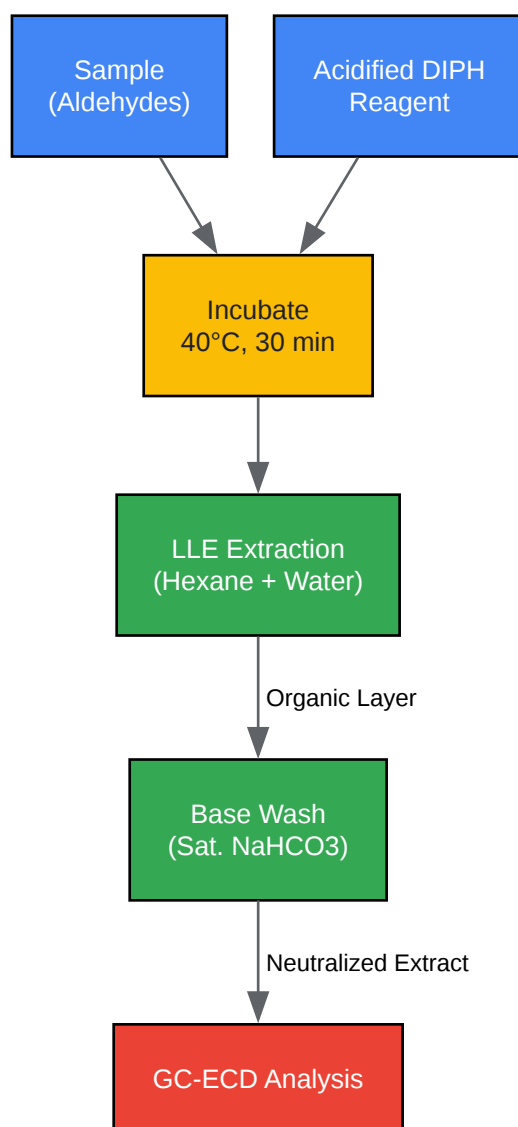 Sample
(Aldehydes)
Acidified DIPH
Reagent
Incubate
40°C, 30 min
LLE Extraction
(Hexane + Water)
Organic Layer
Base Wash
(Sat. NaHCO3)
Neutralized Extract
GC-ECD Analysis